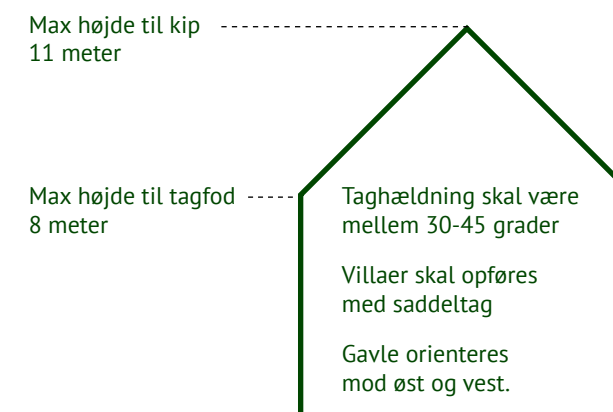 Max højde til kip
11 meter
Max højde til tagfod
8 meter
Taghældning skal være
mellem 30-45 grader
Villaer skal opføres
med saddeltag
Gavle orienteres
mod øst og vest.